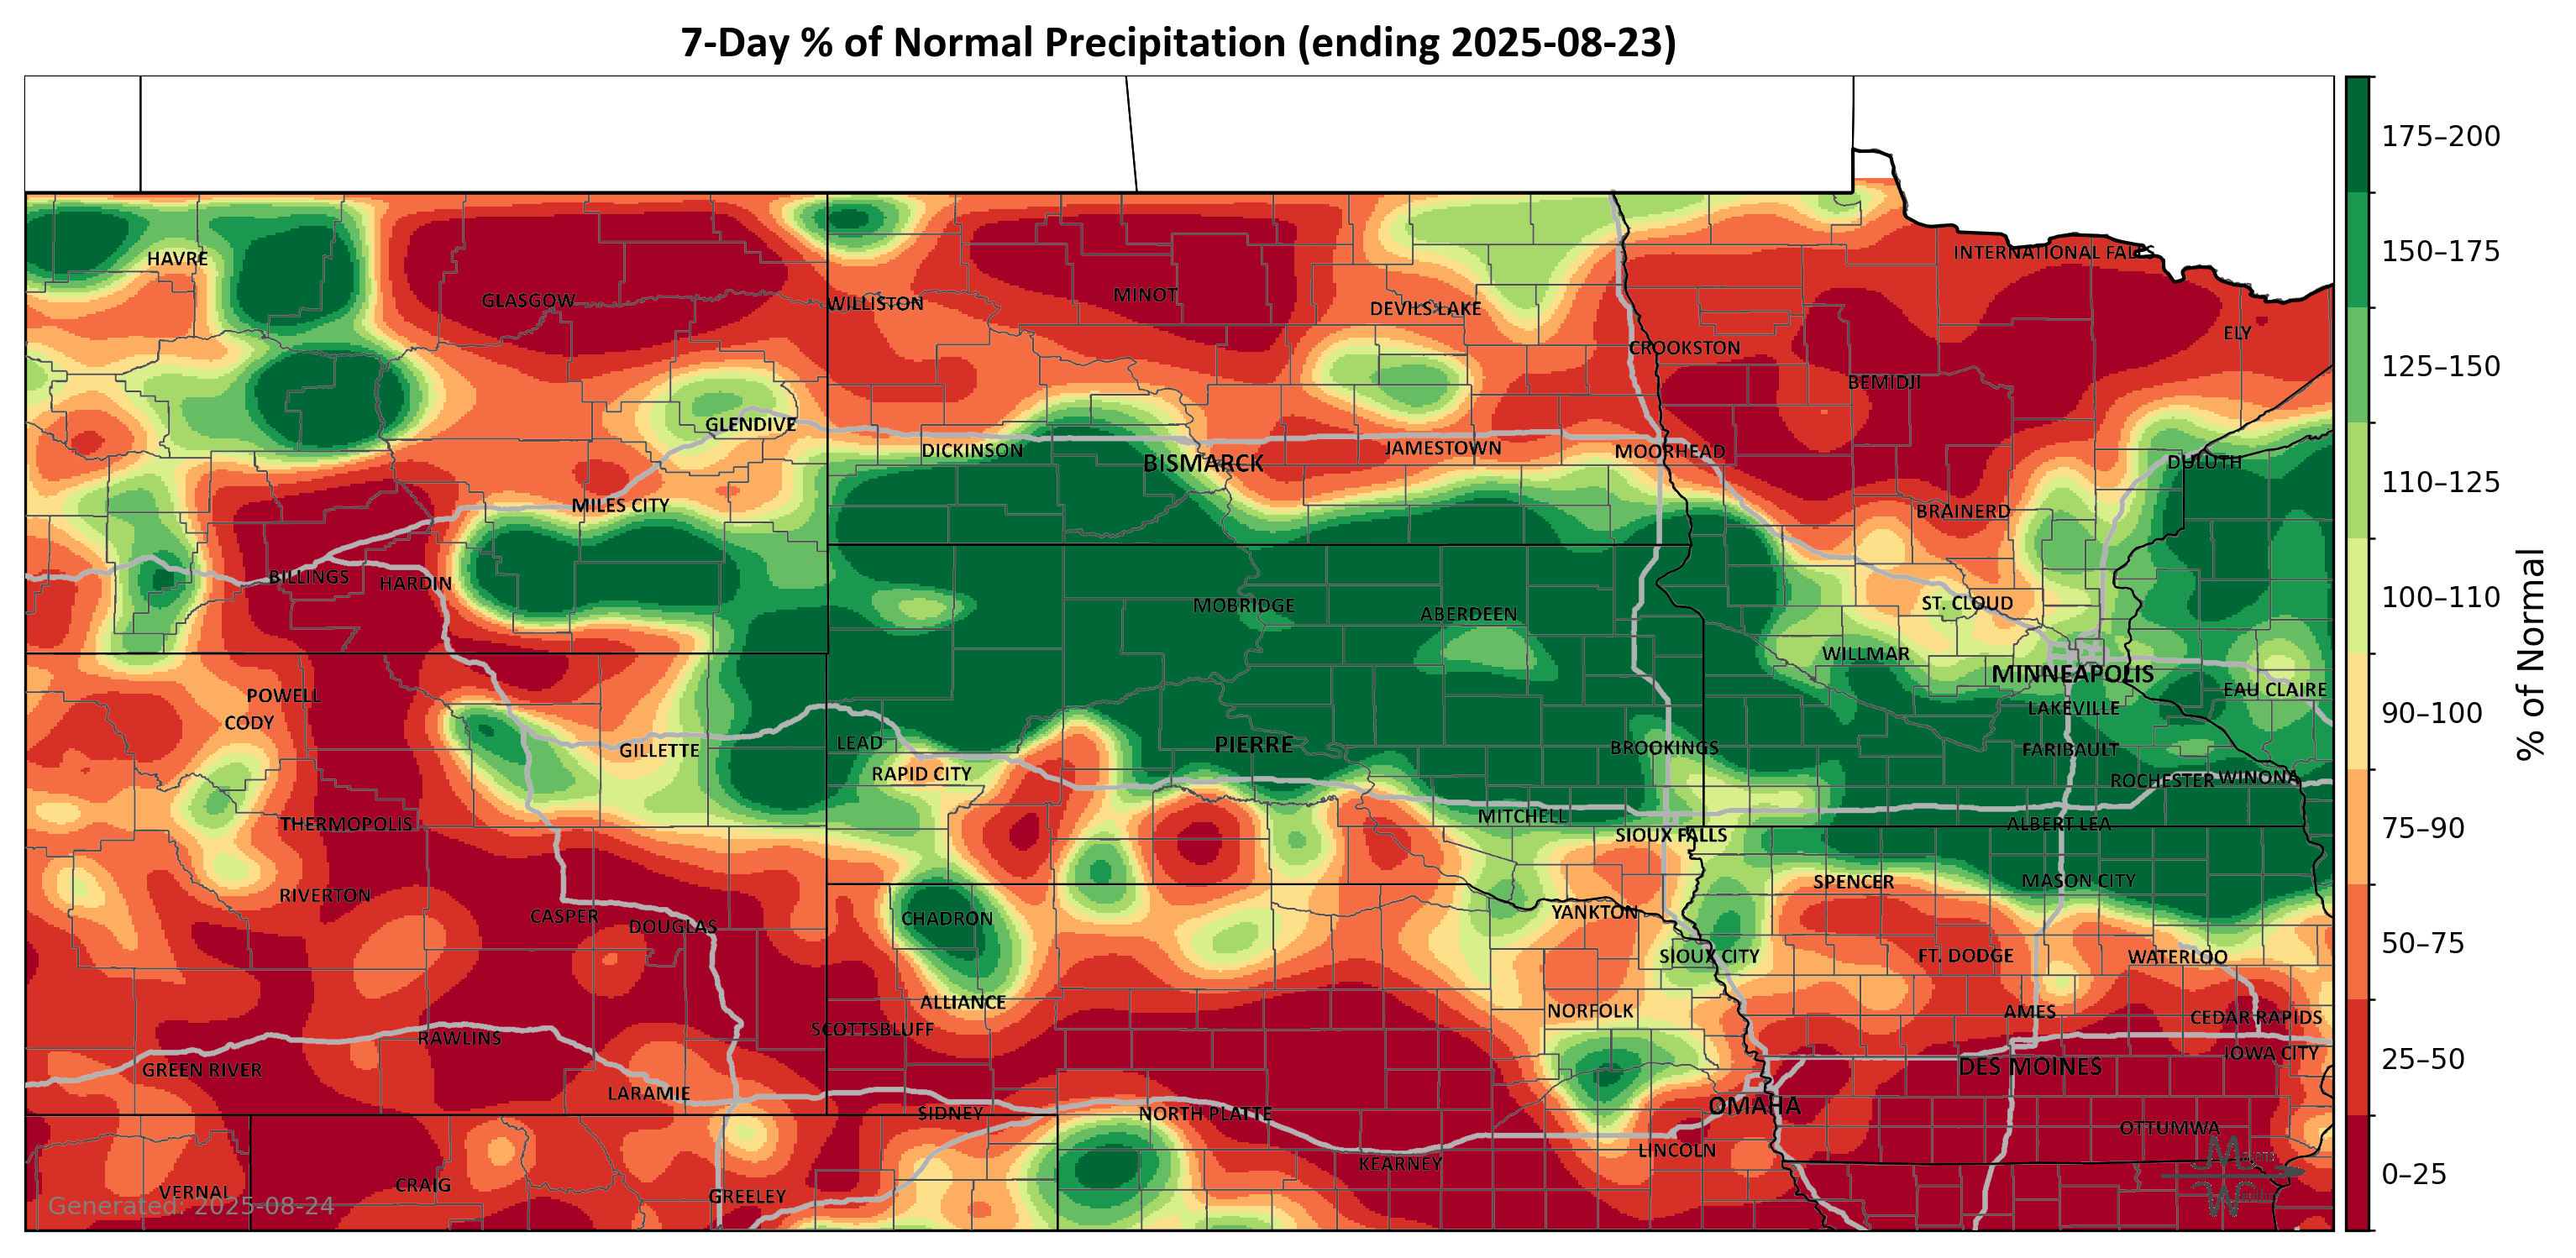 7-Day % of Normal Precipitation (ending 2025-08-23)
175–200
150–175
125–150
110–125
100–110
90–100
75–90
50–75
25–50
0–25
% of Normal
INTERNATIONAL FALLS
HAVRE
GLASGOW
WILLISTON
MINOT
DEVILS LAKE
ELY
CROOKSTON
BEMIDJI
GLENDIVE
DICKINSON
BISMARCK
JAMESTOWN
MOORHEAD
DULUTH
MILES CITY
BRAINERD
BILLINGS
HARDIN
MOBRIDGE
ABERDEEN
ST. CLOUD
WILLMAR
MINNEAPOLIS
EAU CLAIRE
POWELL
CODY
LAKEVILLE
GILLETTE
LEAD
PIERRE
BROOKINGS
FARIBAULT
RAPID CITY
ROCHESTER
WINONA
THERMOPOLIS
MITCHELL
SIOUX FALLS
ALBERT LEA
RIVERTON
SPENCER
MASON CITY
CASPER
DOUGLAS
CHADRON
YANKTON
SIOUX CITY
FT. DODGE
WATERLOO
ALLIANCE
NORFOLK
AMES
CEDAR RAPIDS
SCOTTSBLUFF
RAWLINS
GREEN RIVER
IOWA CITY
DES MOINES
LARAMIE
SIDNEY
NORTH PLATTE
OMAHA
OTTUMWA
KEARNEY
LINCOLN
VERNAL
CRAIG
GREELEY
Generated: 2025-08-24